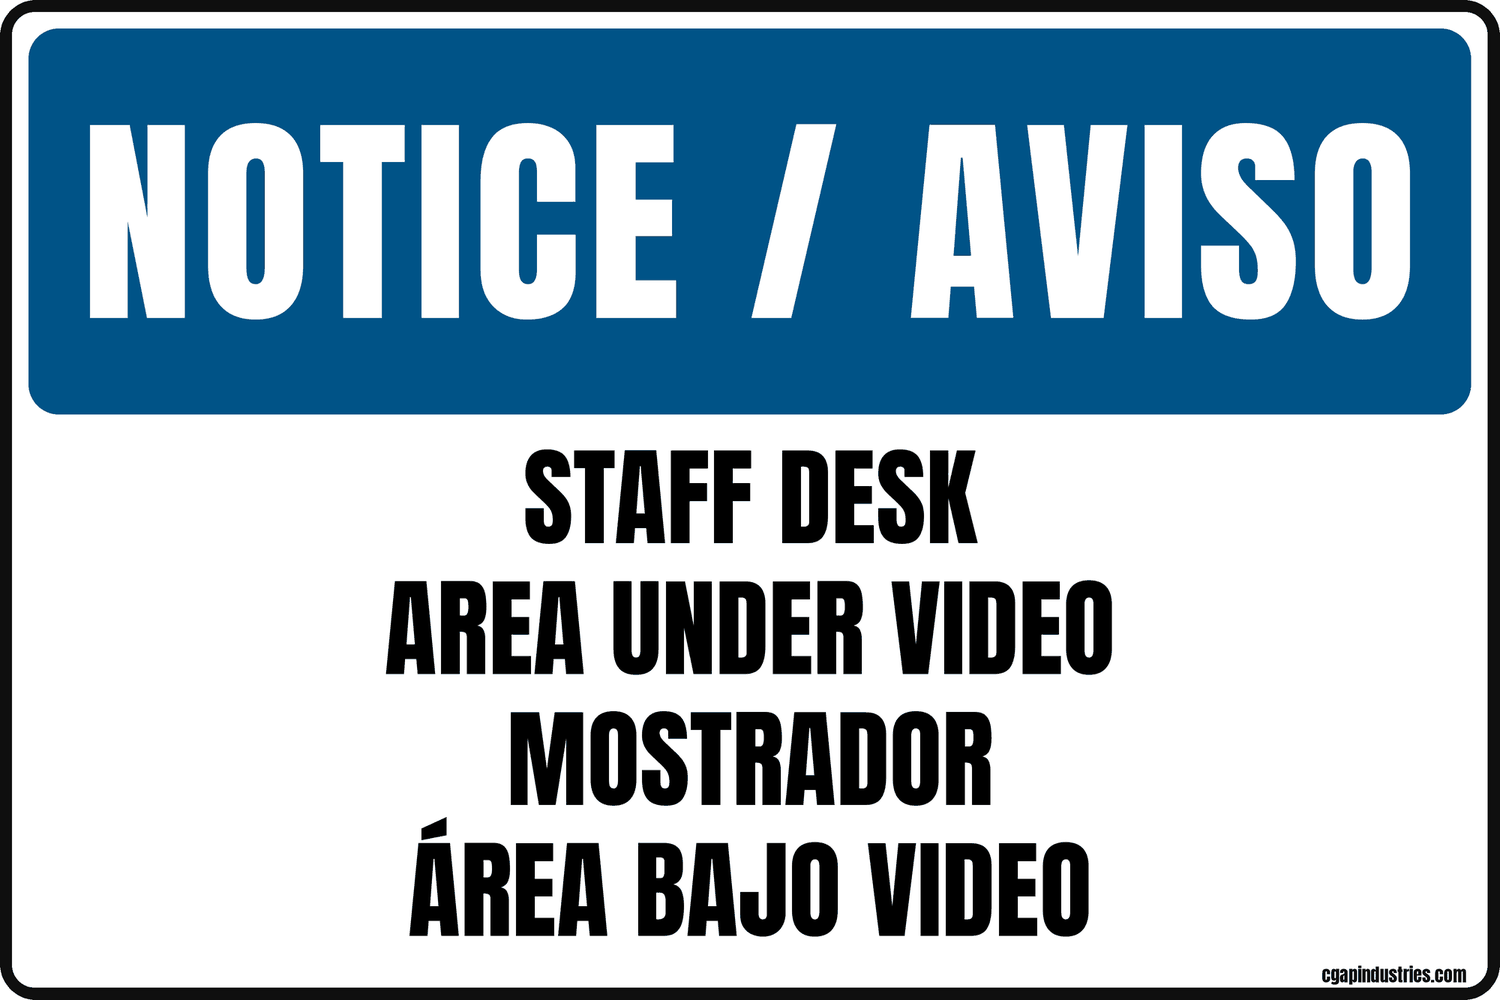 NOTICE / AVISO
STAFF DESK
AREA UNDER VIDEO
MOSTRADOR
ÁREA BAJO VIDEO
cgapindustries.com